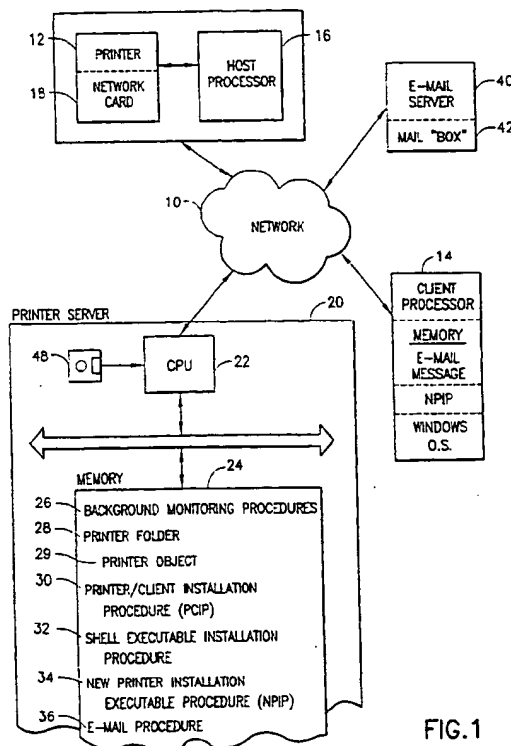 12
PRINTER
18
NETWORK
CARD
HOST
PROCESSOR
16
E-MAIL
SERVER
40
MAIL "BOX"
42
10
NETWORK
14
CLIENT
PROCESSOR
MEMORY
E-MAIL
MESSAGE
NPIP
WINDOWS
O.S.
PRINTER SERVER
20
48
CPU
22
MEMORY
24
26
BACKGROUND MONITORING PROCEDURES
28
PRINTER FOLDER
29
PRINTER OBJECT
30
PRINTER/CLIENT INSTALLATION
PROCEDURE (PCIP)
32
SHELL EXECUTABLE INSTALLATION
PROCEDURE
34
NEW PRINTER INSTALLATION
EXECUTABLE PROCEDURE (NPIP)
36
E-MAIL PROCEDURE
FIG.1